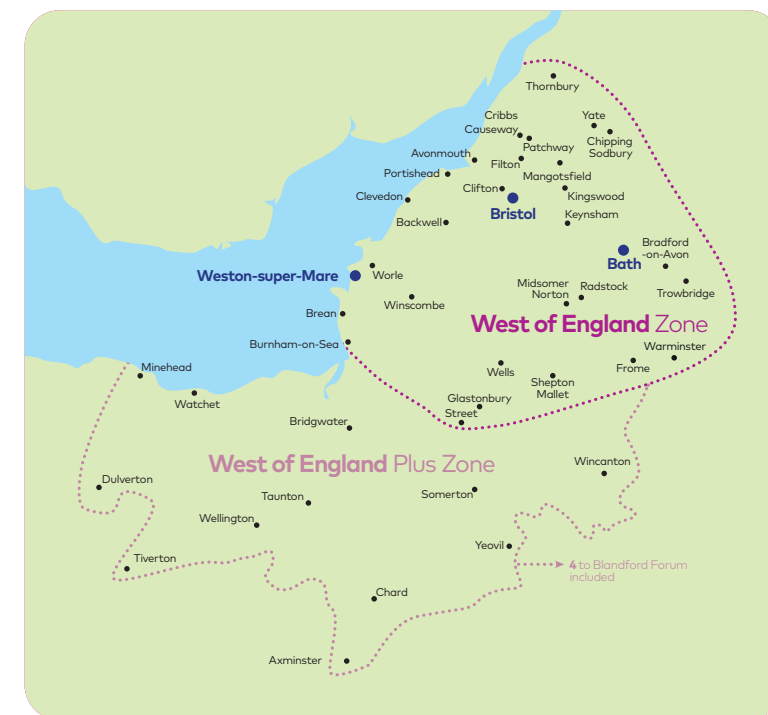 Thornbury
Cribbs
Causeway
Yate
Patchway
Chipping
Sodbury
Avonmouth
Filton
Portishead
Mangotsfield
Clifton
Clevedon
Kingswood
Bristol
Keynsham
Backwell
Bradford
-on-Avon
Bath
Weston-super-Mare
Worle
Midsomer
Norton
Radstock
Trowbridge
Winscombe
Brean
West of England Zone
Burnham-on-Sea
Warminster
Minehead
Frome
Wells
Shepton
Mallet
Watchet
Glastonbury
Street
Bridgwater
West of England Plus Zone
Wincanton
Dulverton
Taunton
Somerton
Wellington
Yeovil
Tiverton
4 to Blandford Forum
included
Chard
Axminster